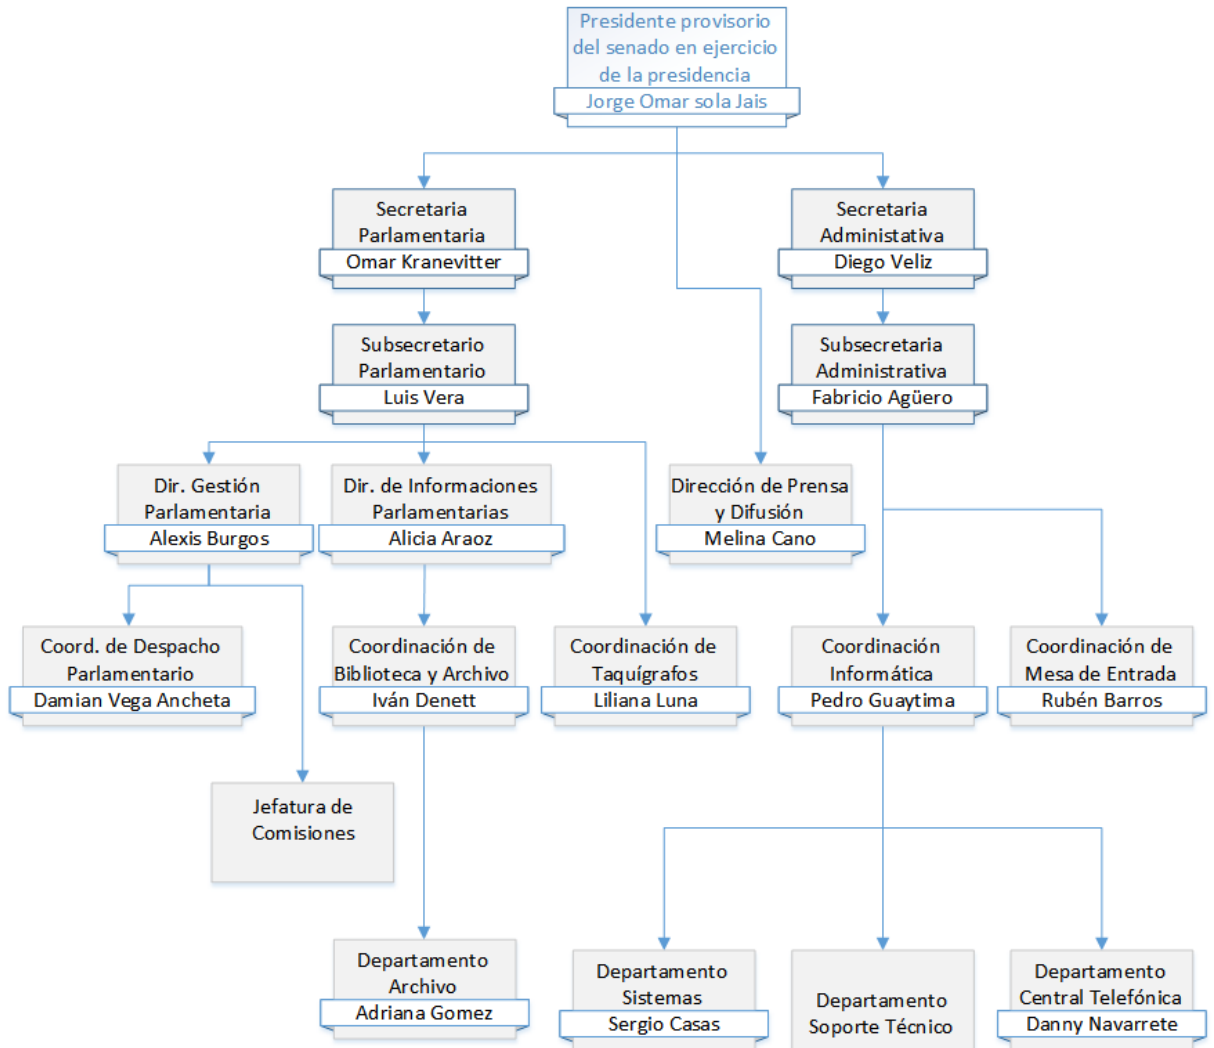 Presidente provisorio
del senado en ejercicio
de la presidencia
Jorge Omar sola Jais
Secretaria
Parlamentaria
Omar Kranevitter
Secretaria
Administativa
Diego Veliz
Subsecretario
Parlamentario
Luis Vera
Subsecretaria
Administrativa
Fabricio Agüero
Dir. Gestión
Parlamentaria
Alexis Burgos
Dir. de Informaciones
Parlamentarias
Alicia Araoz
Dirección de Prensa
y Difusión
Melina Cano
Coord. de Despacho
Parlamentario
Damian Vega Ancheta
Coordinación de
Biblioteca y Archivo
Iván Denett
Coordinación de
Taquígrafos
Liliana Luna
Coordinación
Informática
Pedro Guaytima
Coordinación de
Mesa de Entrada
Rubén Barros
Jefatura de
Comisiones
Departamento
Archivo
Adriana Gomez
Departamento
Sistemas
Sergio Casas
Departamento
Soporte Técnico
Departamento
Central Telefónica
Danny Navarrete